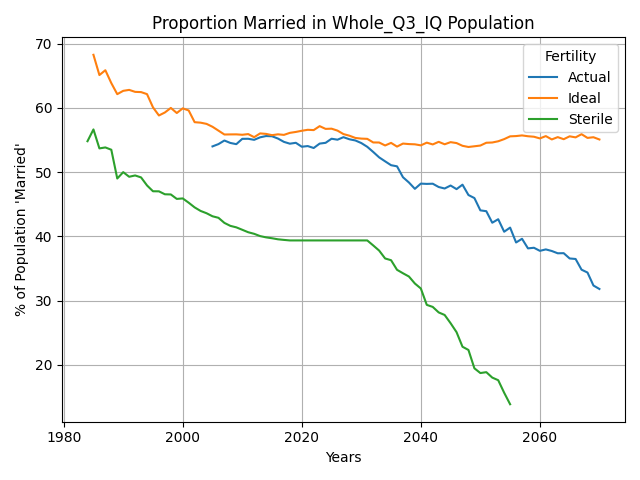 Proportion Married in Whole_Q3_IQ Population
% of Population 'Married'
70
60
50
40
30
20
Fertility
Actual
Ideal
Sterile
1980
2000
2020
2040
2060
Years